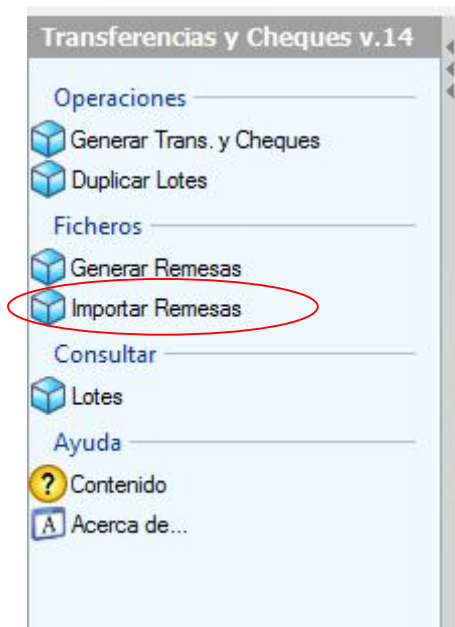 Transferencias y Cheques v.14
Operaciones
Generar Trans. y Cheques
Duplicar Lotes
Ficheros
Generar Remesas
Importar Remesas
Consultar
Lotes
Ayuda
? Contenido
A Acerca de...